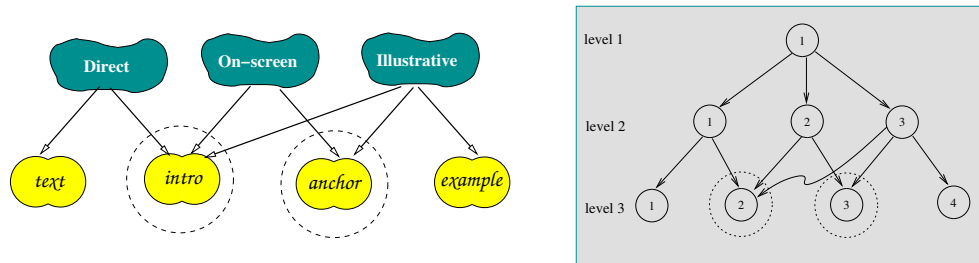 Direct
On-screen
Illustrative
text
intro
anchor
example
level 1
1
level 2
1
2
3
level 3
1
2
3
4